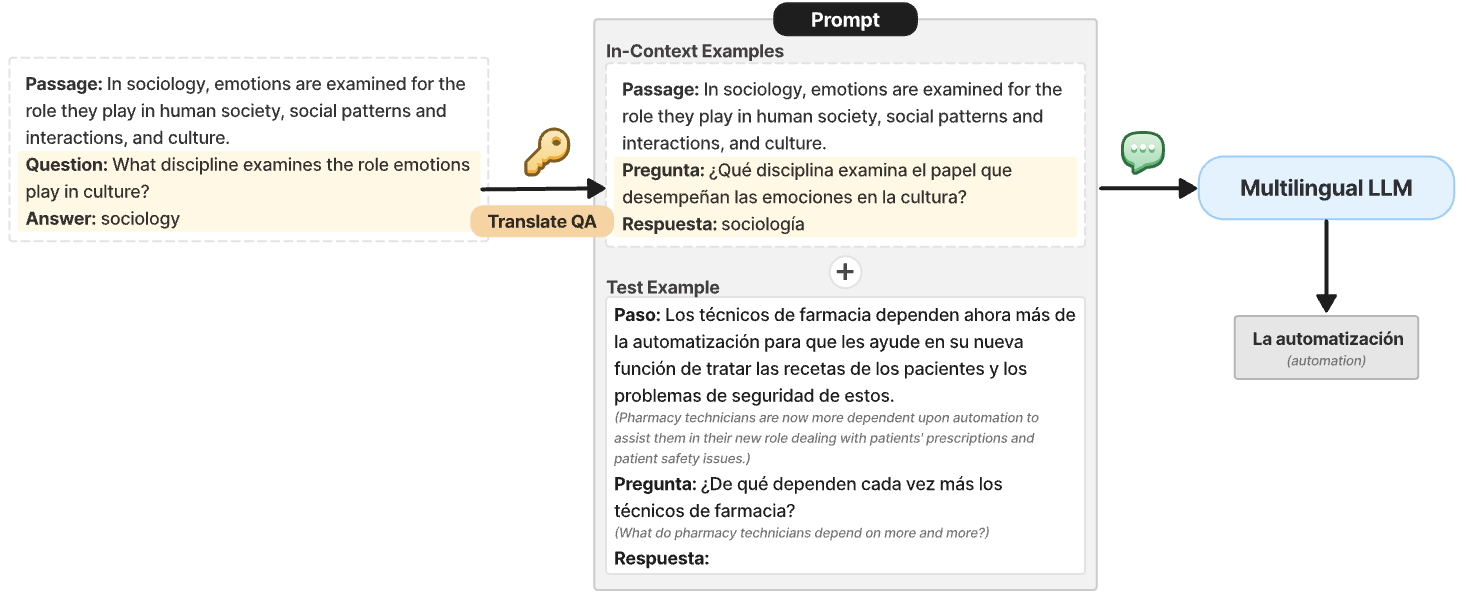 Passage: In sociology, emotions are examined for the
role they play in human society, social patterns and
interactions, and culture.
Question: What discipline examines the role emotions
play in culture?
Answer: sociology
Translate QA
Prompt
In-Context Examples
Passage: In sociology, emotions are examined for the
role they play in human society, social patterns and
interactions, and culture.
Pregunta: ¿Qué disciplina examina el papel que
desempeñan las emociones en la cultura?
Respuesta: sociología
+
Test Example
Paso: Los técnicos de farmacia dependen ahora más de
la automatización para que les ayude en su nueva
función de tratar las recetas de los pacientes y los
problemas de seguridad de estos.
(Pharmacy technicians are now more dependent upon automation to
assist them in their new role dealing with patients' prescriptions and
patient safety issues.)
Pregunta: ¿De qué dependen cada vez más los
técnicos de farmacia?
(What do pharmacy technicians depend on more and more?)
Respuesta:
Multilingual LLM
La automatización
(automation)